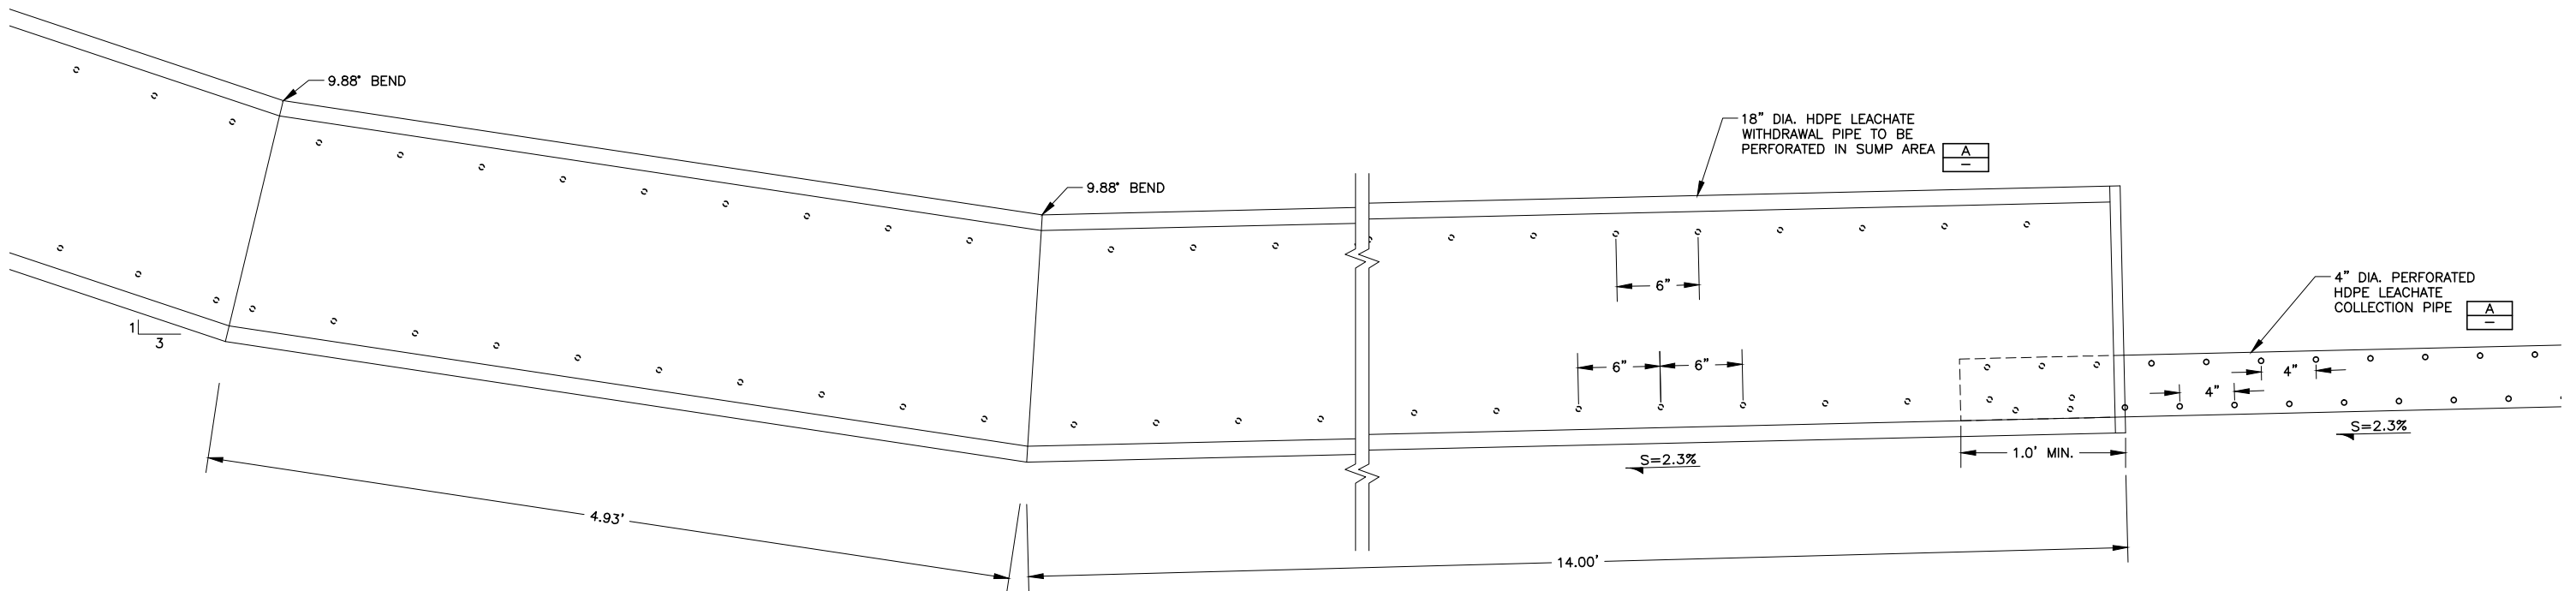 9.88° BEND
9.88° BEND
18" DIA. HDPE LEACHATE
WITHDRAWAL PIPE TO BE
PERFORATED IN SUMP AREA
A
–
4" DIA. PERFORATED
HDPE LEACHATE
COLLECTION PIPE
A
–
6"
6"
6"
4"
4"
1
3
S=2.3%
S=2.3%
1.0' MIN.
4.93'
14.00'